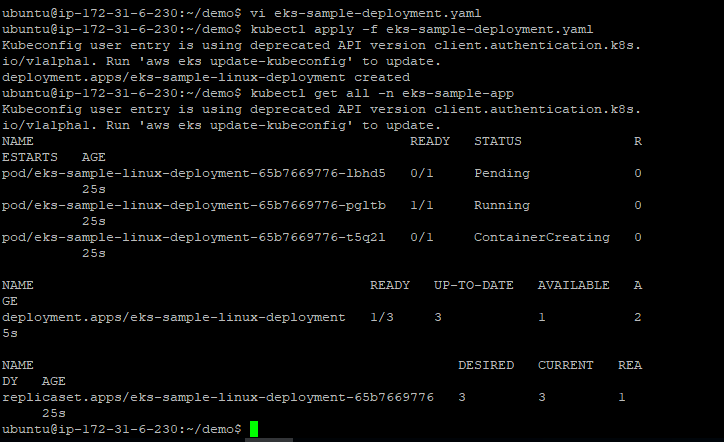 ubuntu@ip-172-31-6-230:~/demo$ vi eks-sample-deployment.yaml
ubuntu@ip-172-31-6-230:~/demo$ kubectl apply -f eks-sample-deployment.yaml
Kubeconfig user entry is using deprecated API version client.authentication.k8s.
io/v1alpha1. Run 'aws eks update-kubeconfig' to update.
deployment.apps/eks-sample-linux-deployment created
ubuntu@ip-172-31-6-230:~/demo$ kubectl get all -n eks-sample-app
Kubeconfig user entry is using deprecated API version client.authentication.k8s.
io/v1alpha1. Run 'aws eks update-kubeconfig' to update.
NAME                                               READY   STATUS              R
ESTARTS   AGE
pod/eks-sample-linux-deployment-65b7669776-lbhd5   0/1     Pending             0
          25s
pod/eks-sample-linux-deployment-65b7669776-pgltb   1/1     Running             0
          25s
pod/eks-sample-linux-deployment-65b7669776-t5q2l   0/1     ContainerCreating   0
          25s
NAME                                          READY   UP-TO-DATE   AVAILABLE   A
GE
deployment.apps/eks-sample-linux-deployment   1/3     3            1           2
5s
NAME                                                     DESIRED   CURRENT   REA
DY   AGE
replicaset.apps/eks-sample-linux-deployment-65b7669776   3         3         1
     25s
ubuntu@ip-172-31-6-230:~/demo$